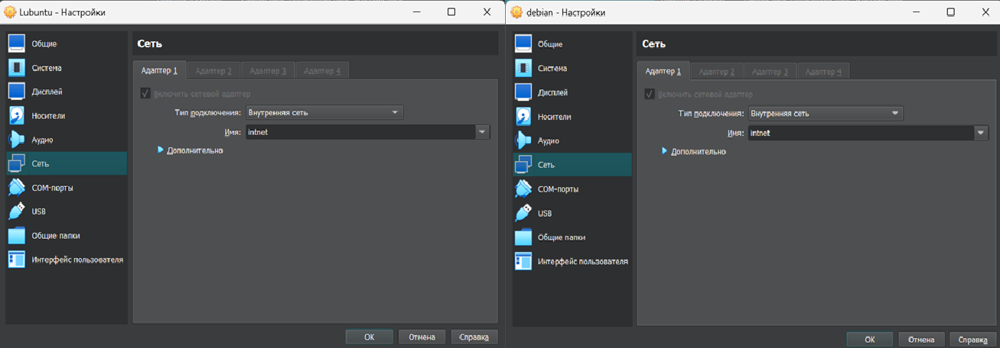 Lubuntu - Настройки
Общие
Система
Дисплей
Носители
Аудио
Сеть
COM-порты
USB
Общие папки
Интерфейс пользователя
Сеть
Адаптер 1 Адаптер 2 Адаптер 3 Адаптер 4
Включить сетевой адаптер
Тип подключения: Внутренняя сеть
Имя: intnet
Дополнительно
OK Отмена Справка
debian - Настройки
Общие
Система
Дисплей
Носители
Аудио
Сеть
COM-порты
USB
Общие папки
Интерфейс пользователя
Сеть
Адаптер 1 Адаптер 2 Адаптер 3 Адаптер 4
Включить сетевой адаптер
Тип подключения: Внутренняя сеть
Имя: intnet
Дополнительно
OK Отмена Справка